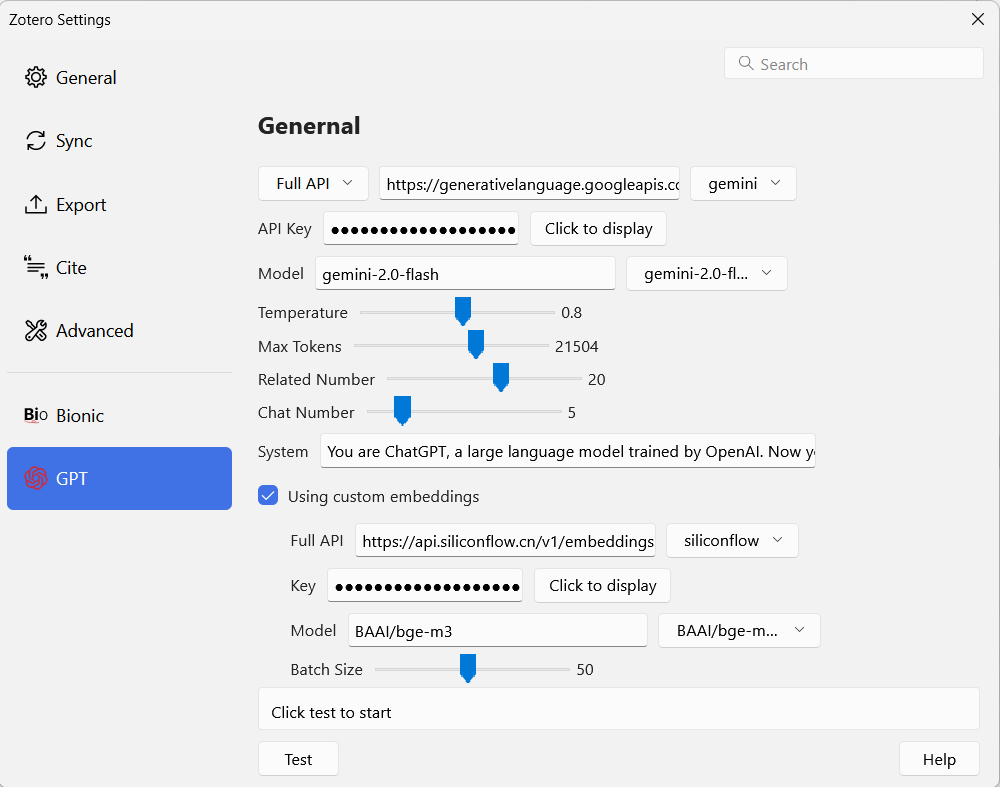 Zotero Settings
Search
General
Sync
Export
Cite
Advanced
Bio Bionic
GPT
Genernal
Full API https://generativelanguage.googleapis.cc gemini
API Key ●●●●●●●●●●●●●●●●●●● Click to display
Model gemini-2.0-flash gemini-2.0-fl...
Temperature 0.8
Max Tokens 21504
Related Number 20
Chat Number 5
System You are ChatGPT, a large language model trained by OpenAI. Now y
Using custom embeddings
Full API https://api.siliconflow.cn/v1/embeddings siliconflow
Key ●●●●●●●●●●●●●●●●●●● Click to display
Model BAAI/bge-m3 BAAI/bge-m...
Batch Size 50
Click test to start
Test Help